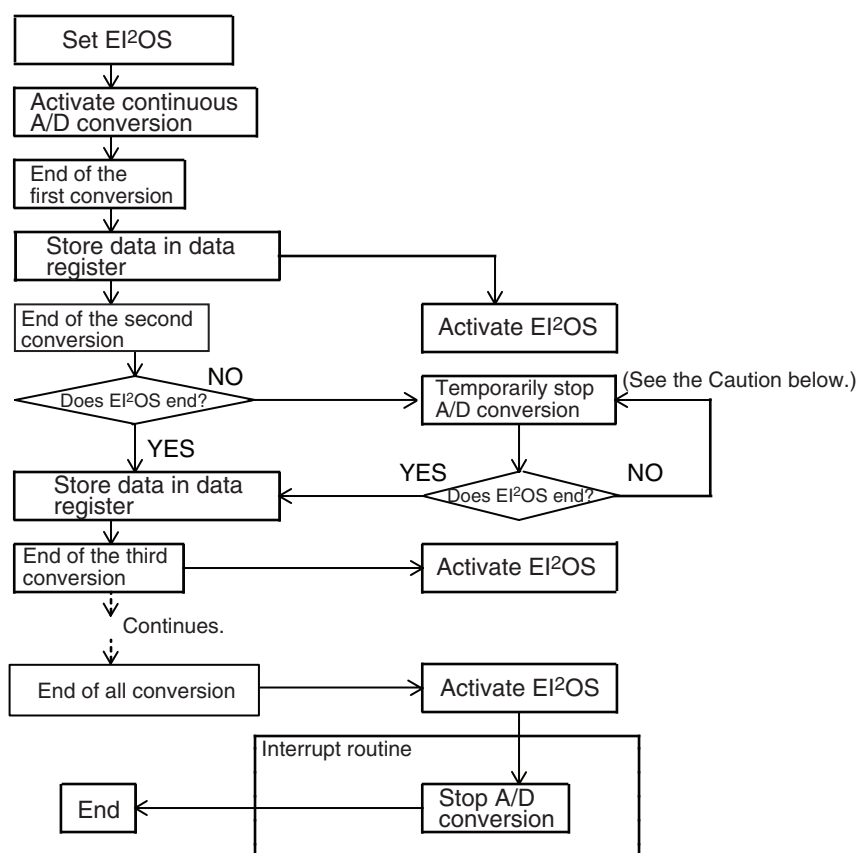 Set EI²OS
Activate continuous
A/D conversion
End of the
first conversion
Store data in data
register
Activate EI²OS
End of the second
conversion
Does EI²OS end?
NO
YES
Temporarily stop
A/D conversion
(See the Caution below.)
Does EI²OS end?
YES
NO
Store data in data
register
End of the third
conversion
Activate EI²OS
Continues.
End of all conversion
Activate EI²OS
Interrupt routine
Stop A/D
conversion
End